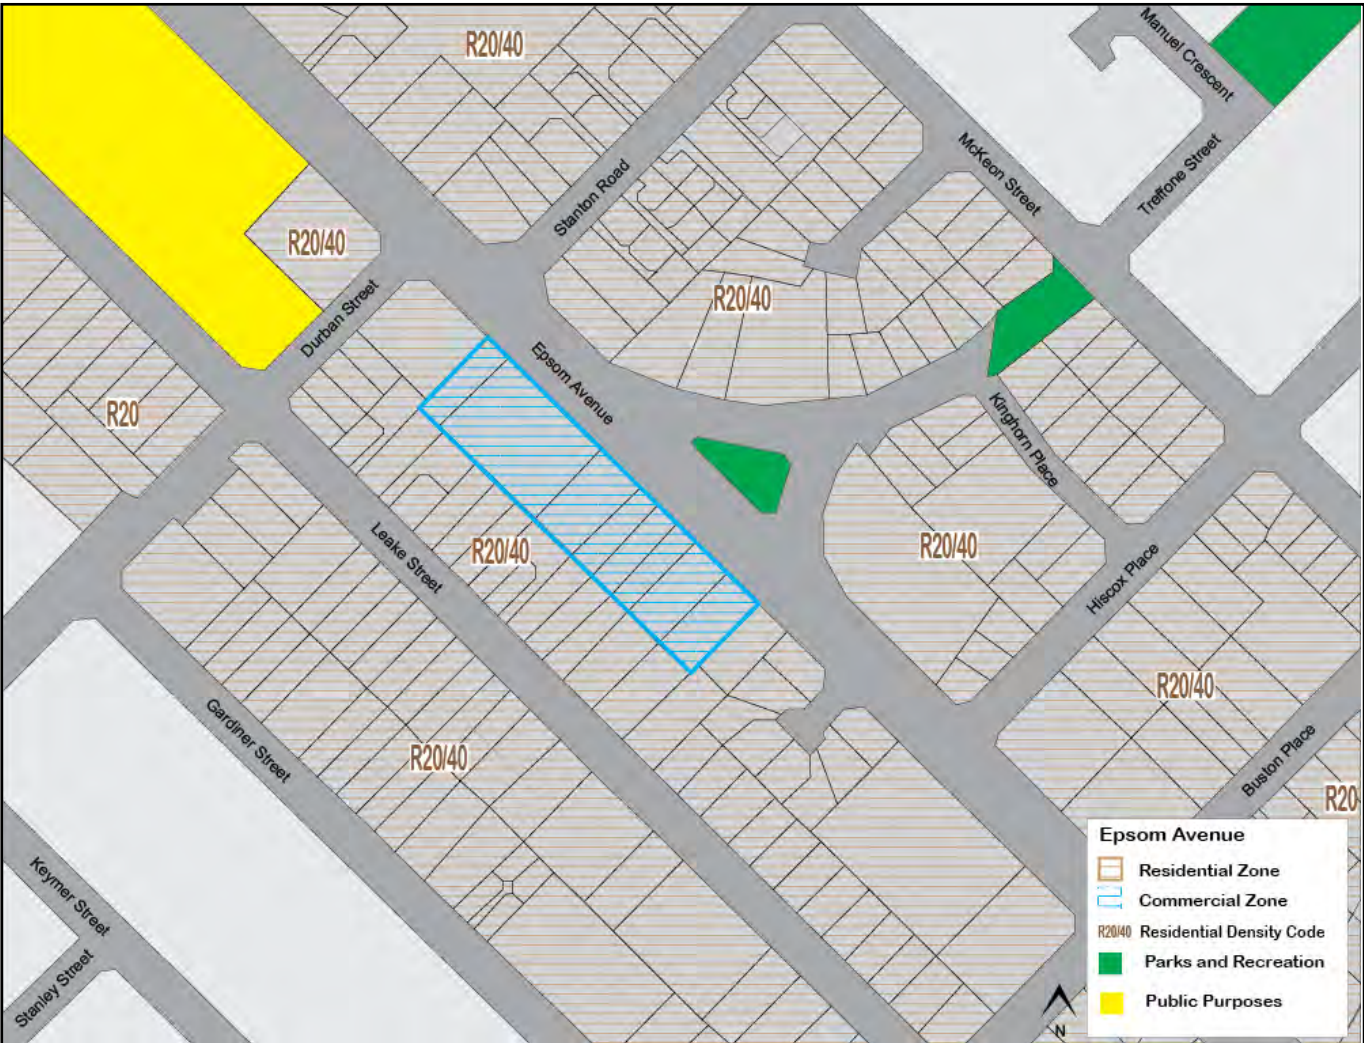 Manuel Crescent
R20/40
McKeon Street
Treffone Street
Stanton Road
R20/40
R20/40
Durban Street
Epsom Avenue
R20
Kinghorn Place
Leake Street
R20/40
R20/40
Hiscox Place
R20/40
Gardiner Street
R20/40
Buston Place
R20
Keymer Street
Stanley Street
N
Epsom Avenue
Residential Zone
Commercial Zone
R20/40 Residential Density Code
Parks and Recreation
Public Purposes